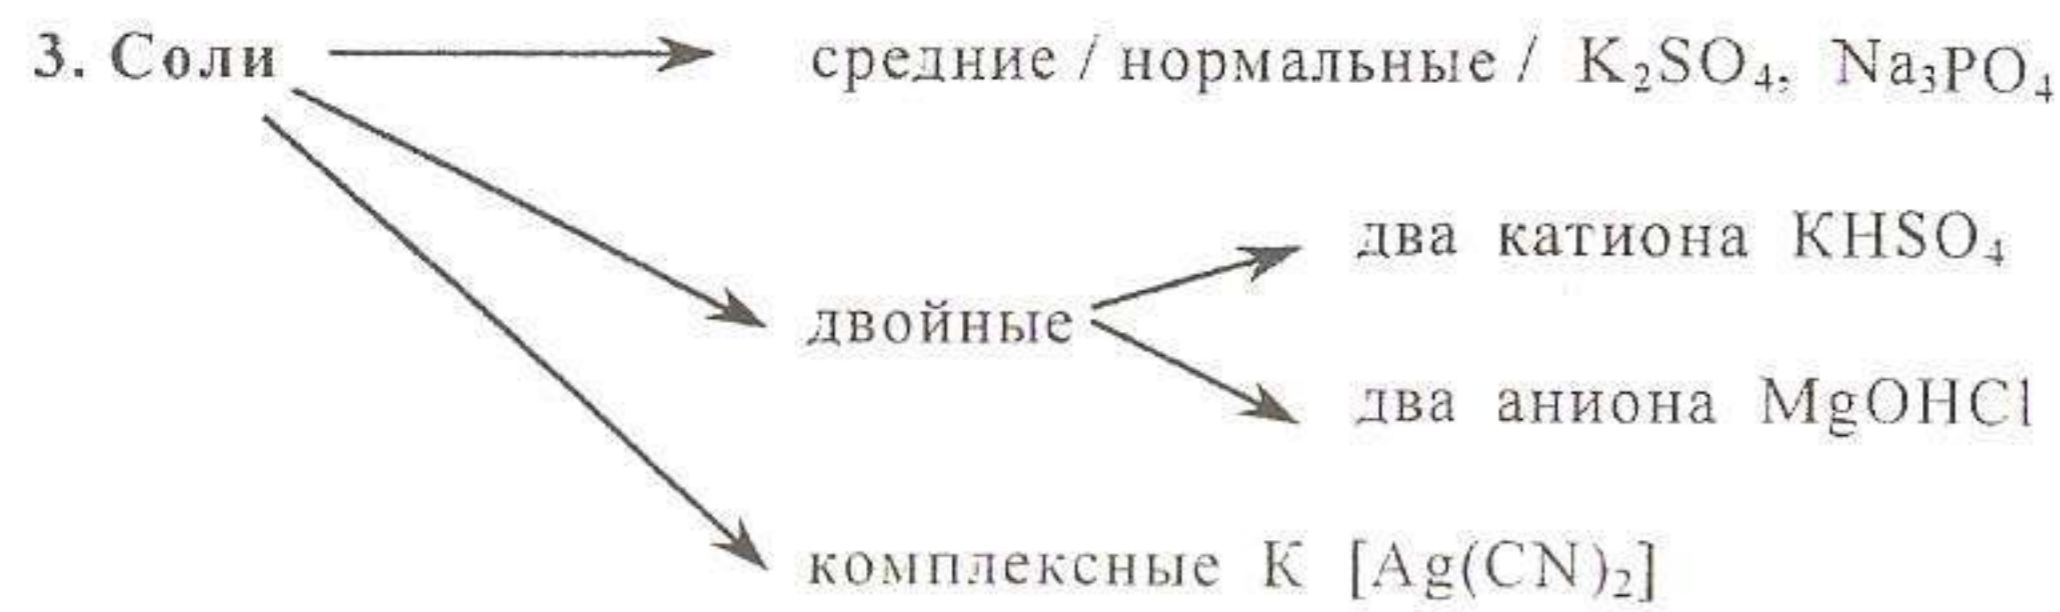 3. Соли средние / нормальные / K₂SO₄, Na₃PO₄
два катиона KHSO₄
двойные
два аниона MgOHCl
комплексные К [Ag(CN)₂]